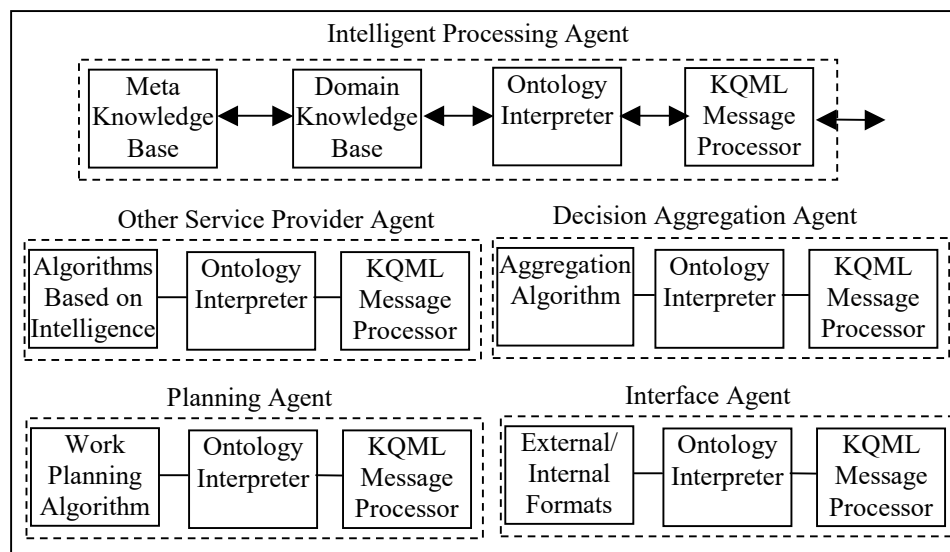 Intelligent Processing Agent
Meta
Knowledge
Base
Domain
Knowledge
Base
Ontology
Interpreter
KQML
Message
Processor
Other Service Provider Agent
Algorithms
Based on
Intelligence
Ontology
Interpreter
KQML
Message
Processor
Decision Aggregation Agent
Aggregation
Algorithm
Ontology
Interpreter
KQML
Message
Processor
Planning Agent
Work
Planning
Algorithm
Ontology
Interpreter
KQML
Message
Processor
Interface Agent
External/
Internal
Formats
Ontology
Interpreter
KQML
Message
Processor